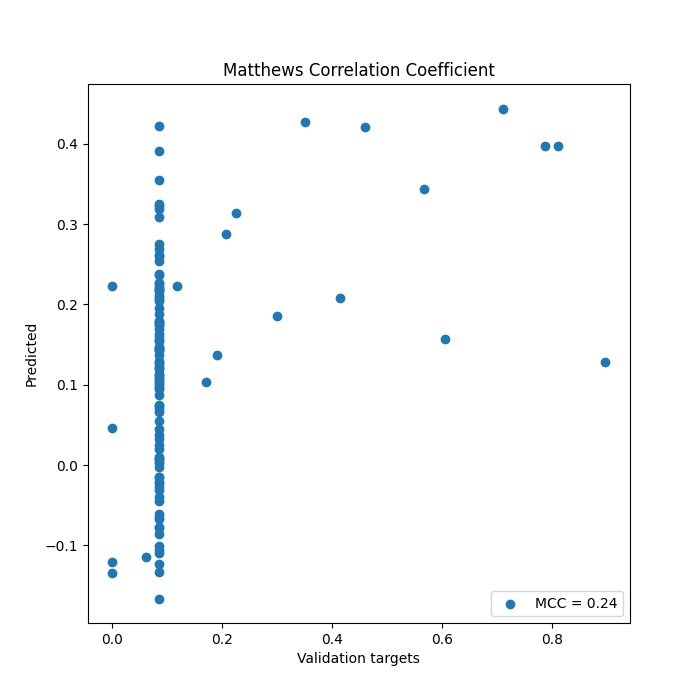 Matthews Correlation Coefficient
Predicted
0.4
0.3
0.2
0.1
0.0
−0.1
MCC = 0.24
0.0 0.2 0.4 0.6 0.8
Validation targets